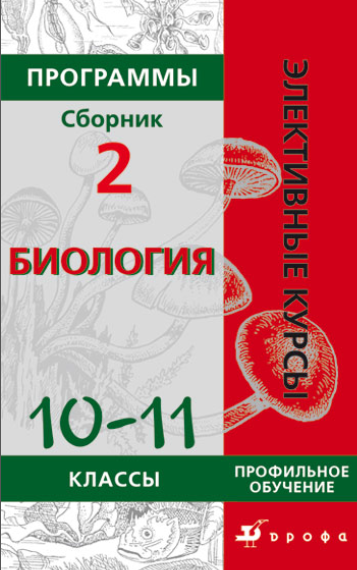 ПРОГРАММЫ
Сборник
2
БИОЛОГИЯ
10-11
КЛАССЫ
ЭЛЕКТИВНЫЕ КУРСЫ
ПРОФИЛЬНОЕ
ОБУЧЕНИЕ
дрофа